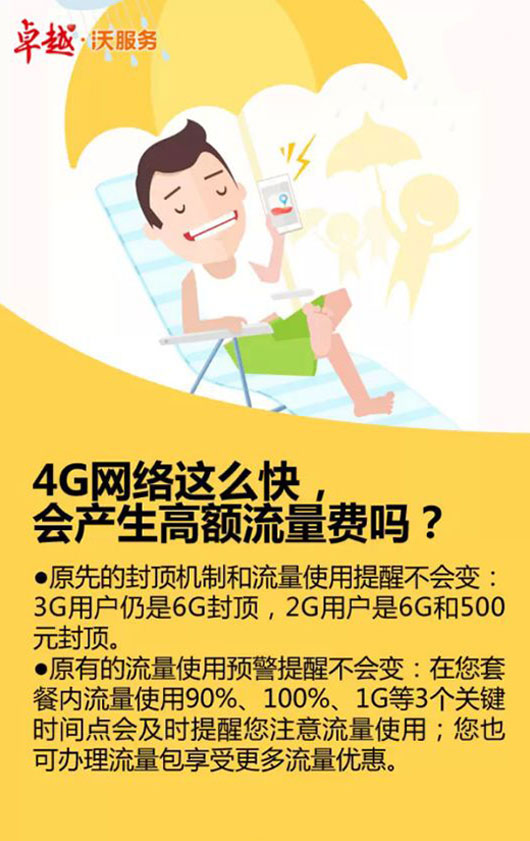 卓越·沃服务
4G网络这么快，
会产生高额流量费吗？
●原先的封顶机制和流量使用提醒不会变：
3G用户仍是6G封顶，2G用户是6G和500
元封顶。
●原有的流量使用预警提醒不会变：在您套
餐内流量使用90%、100%、1G等3个关键
时间点会及时提醒您注意流量使用；您也
可办理流量包享受更多流量优惠。